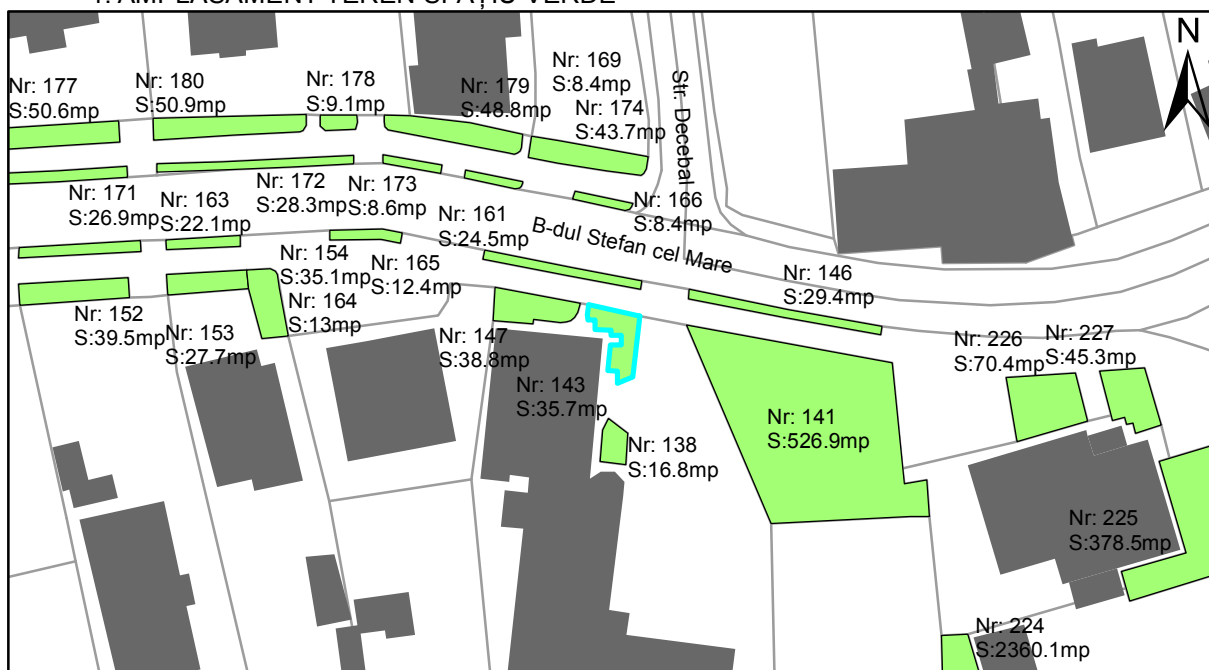 1. AMPLASAMENT TEREN SPAȚIU VERDE
N
Nr: 177
S:50.6mp
Nr: 180
S:50.9mp
Nr: 178
S:9.1mp
Nr: 179
S:48.8mp
Nr: 169
S:8.4mp
Nr: 174
S:43.7mp
Str. Decebal
Nr: 171
S:26.9mp
Nr: 163
S:22.1mp
Nr: 172
S:28.3mp
Nr: 173
S:8.6mp
Nr: 161
S:24.5mp
Nr: 166
S:8.4mp
B-dul Stefan cel Mare
Nr: 154
S:35.1mp
Nr: 165
S:12.4mp
Nr: 146
S:29.4mp
Nr: 152
S:39.5mp
Nr: 153
S:27.7mp
Nr: 164
S:13mp
Nr: 147
S:38.8mp
Nr: 226
S:70.4mp
Nr: 227
S:45.3mp
Nr: 143
S:35.7mp
Nr: 141
S:526.9mp
Nr: 138
S:16.8mp
Nr: 225
S:378.5mp
Nr: 224
S:2360.1mp